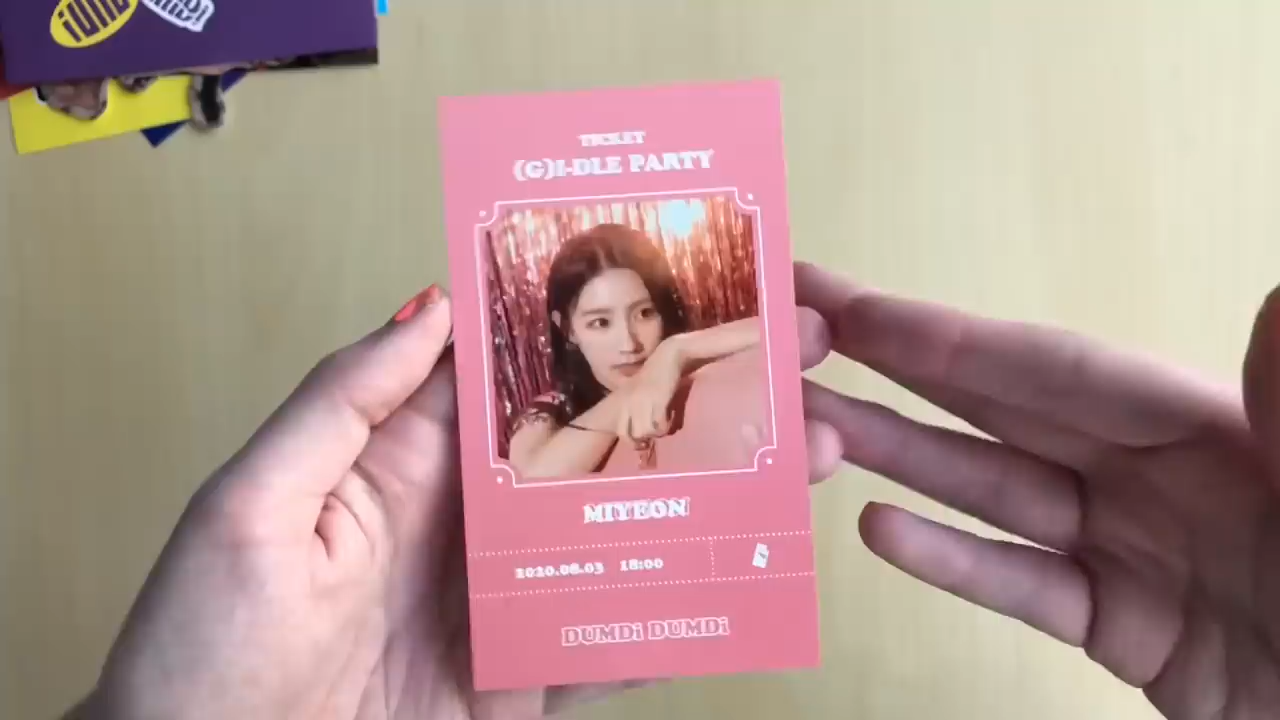 TICKET
(G)I-DLE PARTY
MIYEON
2020.08.03 18:00
DUMDi DUMDi